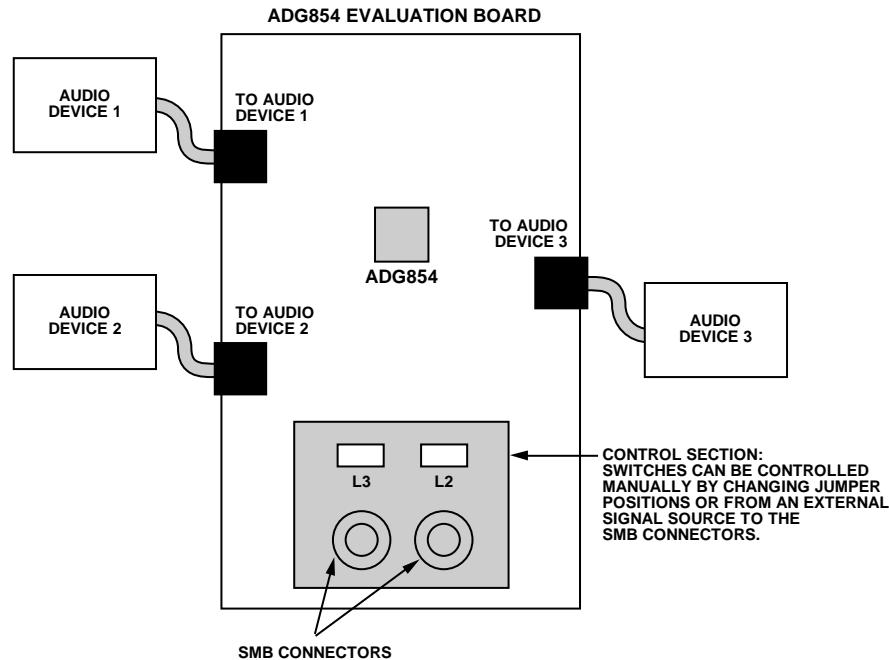 ADG854 EVALUATION BOARD
AUDIO
DEVICE 1
TO AUDIO
DEVICE 1
TO AUDIO
DEVICE 3
ADG854
AUDIO
DEVICE 2
TO AUDIO
DEVICE 2
AUDIO
DEVICE 3
L3
L2
CONTROL SECTION:
SWITCHES CAN BE CONTROLLED
MANUALLY BY CHANGING JUMPER
POSITIONS OR FROM AN EXTERNAL
SIGNAL SOURCE TO THE
SMB CONNECTORS.
SMB CONNECTORS